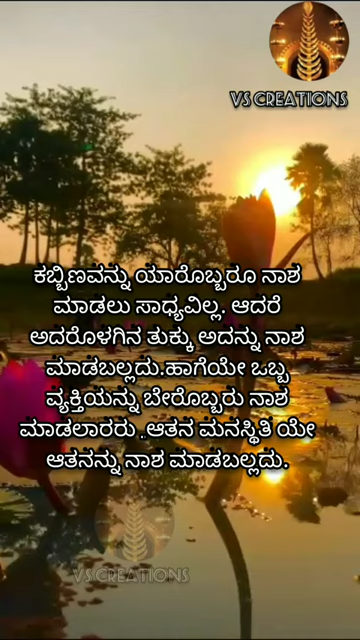 VS CREATIONS
ಕಬ್ಬಿಣವನ್ನು ಯಾರೊಬ್ಬರೂ ನಾಶ
ಮಾಡಲು ಸಾಧ್ಯವಿಲ್ಲ. ಆದರೆ
ಅದರೊಳಗಿನ ತುಕ್ಕು ಅದನ್ನು ನಾಶ
ಮಾಡಬಲ್ಲದು.ಹಾಗೆಯೇ ಒಬ್ಬ
ವ್ಯಕ್ತಿಯನ್ನು ಬೇರೊಬ್ಬರು ನಾಶ
ಮಾಡಲಾರರು .ಆತನ ಮನಸ್ಥಿತಿ ಯೇ
ಆತನನ್ನು ನಾಶ ಮಾಡಬಲ್ಲದು.
VS CREATIONS